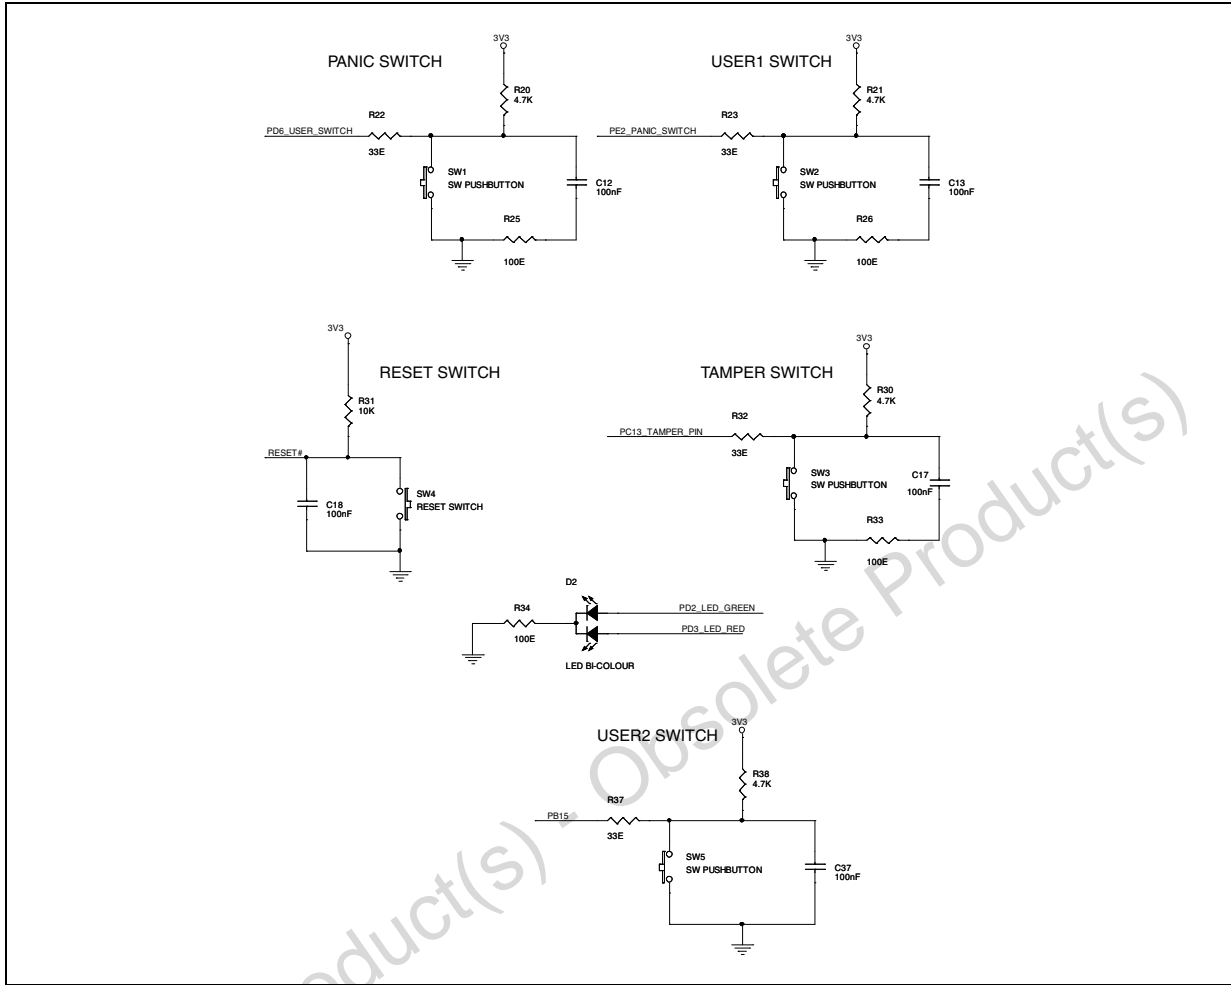 3V3
3V3
PANIC SWITCH
USER1 SWITCH
R20
4.7K
R21
4.7K
R22
PD6_USER_SWITCH
33E
R23
PE2_PANIC_SWITCH
33E
SW1
SW PUSHBUTTON
C12
100nF
SW2
SW PUSHBUTTON
C13
100nF
R25
100E
R26
100E
3V3
3V3
RESET SWITCH
TAMPER SWITCH
R31
10K
R30
4.7K
R32
PC13_TAMPER_PIN
33E
RESET#
C18
100nF
SW4
RESET SWITCH
SW3
SW PUSHBUTTON
C17
100nF
R33
100E
D2
R34
100E
PD2_LED_GREEN
PD3_LED_RED
LED BI-COLOUR
3V3
USER2 SWITCH
R38
4.7K
R37
PB15
33E
SW5
SW PUSHBUTTON
C37
100nF
oduct(s) - Obsolete Product(s)